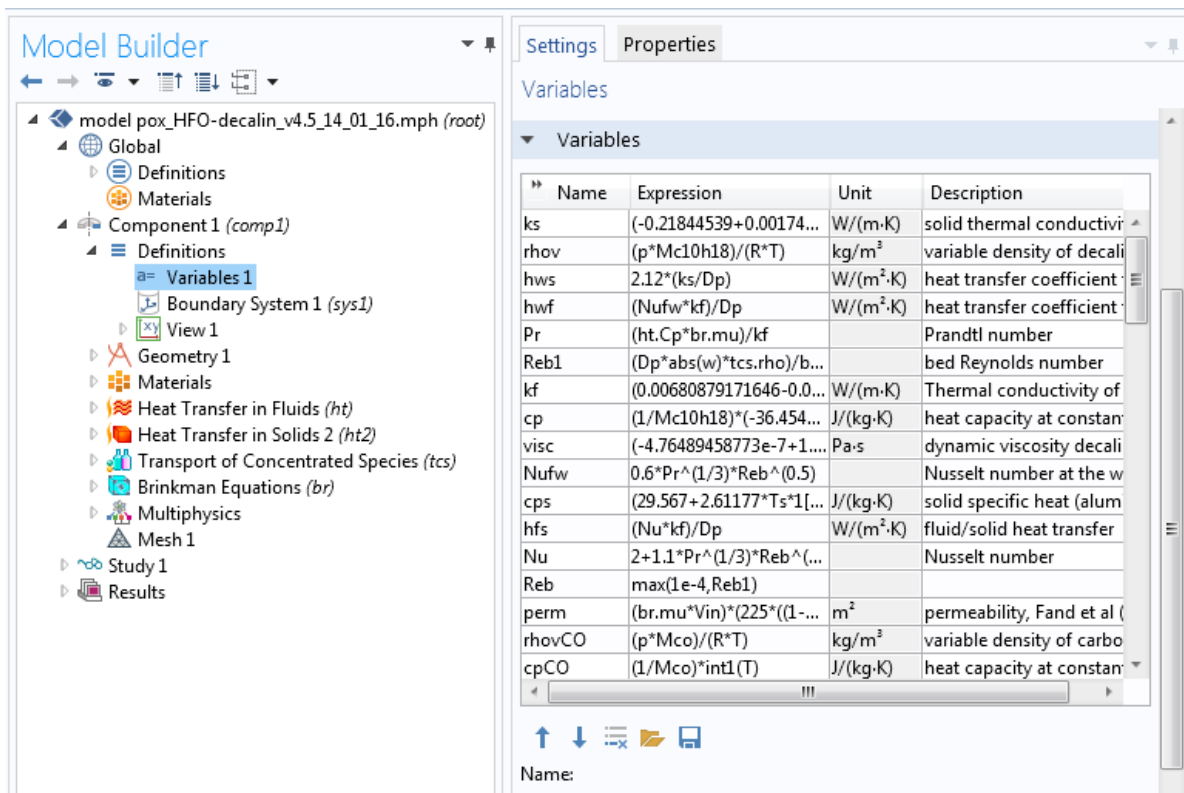 Model Builder
model pox_HFO-decalin_v4.5_14_01_16.mph (root)
Global
Definitions
Materials
Component 1 (comp1)
Definitions
a= Variables 1
Boundary System 1 (sys1)
View 1
Geometry 1
Materials
Heat Transfer in Fluids (ht)
Heat Transfer in Solids 2 (ht2)
Transport of Concentrated Species (tcs)
Brinkman Equations (br)
Multiphysics
Mesh 1
Study 1
Results
Settings Properties
Variables
Variables
Name Expression Unit Description
ks (-0.21844539+0.00174... W/(m·K) solid thermal conductivit
rhov (p*Mc10h18)/(R*T) kg/m³ variable density of decali
hws 2.12*(ks/Dp) W/(m²·K) heat transfer coefficient
hwf (Nufw*kf)/Dp W/(m²·K) heat transfer coefficient
Pr (ht.Cp*br.mu)/kf Prandtl number
Reb1 (Dp*abs(w)*tcs.rho)/b... bed Reynolds number
kf (0.00680879171646-0.0... W/(m·K) Thermal conductivity of
cp (1/Mc10h18)*(-36.454... J/(kg·K) heat capacity at constan
visc (-4.76489458773e-7+1.... Pa·s dynamic viscosity decali
Nufw 0.6*Pr^(1/3)*Reb^(0.5) Nusselt number at the w
cps (29.567+2.61177*Ts*1[... J/(kg·K) solid specific heat (alum
hfs (Nu*kf)/Dp W/(m²·K) fluid/solid heat transfer
Nu 2+1.1*Pr^(1/3)*Reb^(... Nusselt number
Reb max(1e-4,Reb1)
perm (br.mu*Vin)*(225*((1-... m² permeability, Fand et al (
rhovCO (p*Mco)/(R*T) kg/m³ variable density of carbo
cpCO (1/Mco)*int1(T) J/(kg·K) heat capacity at constan
Name: